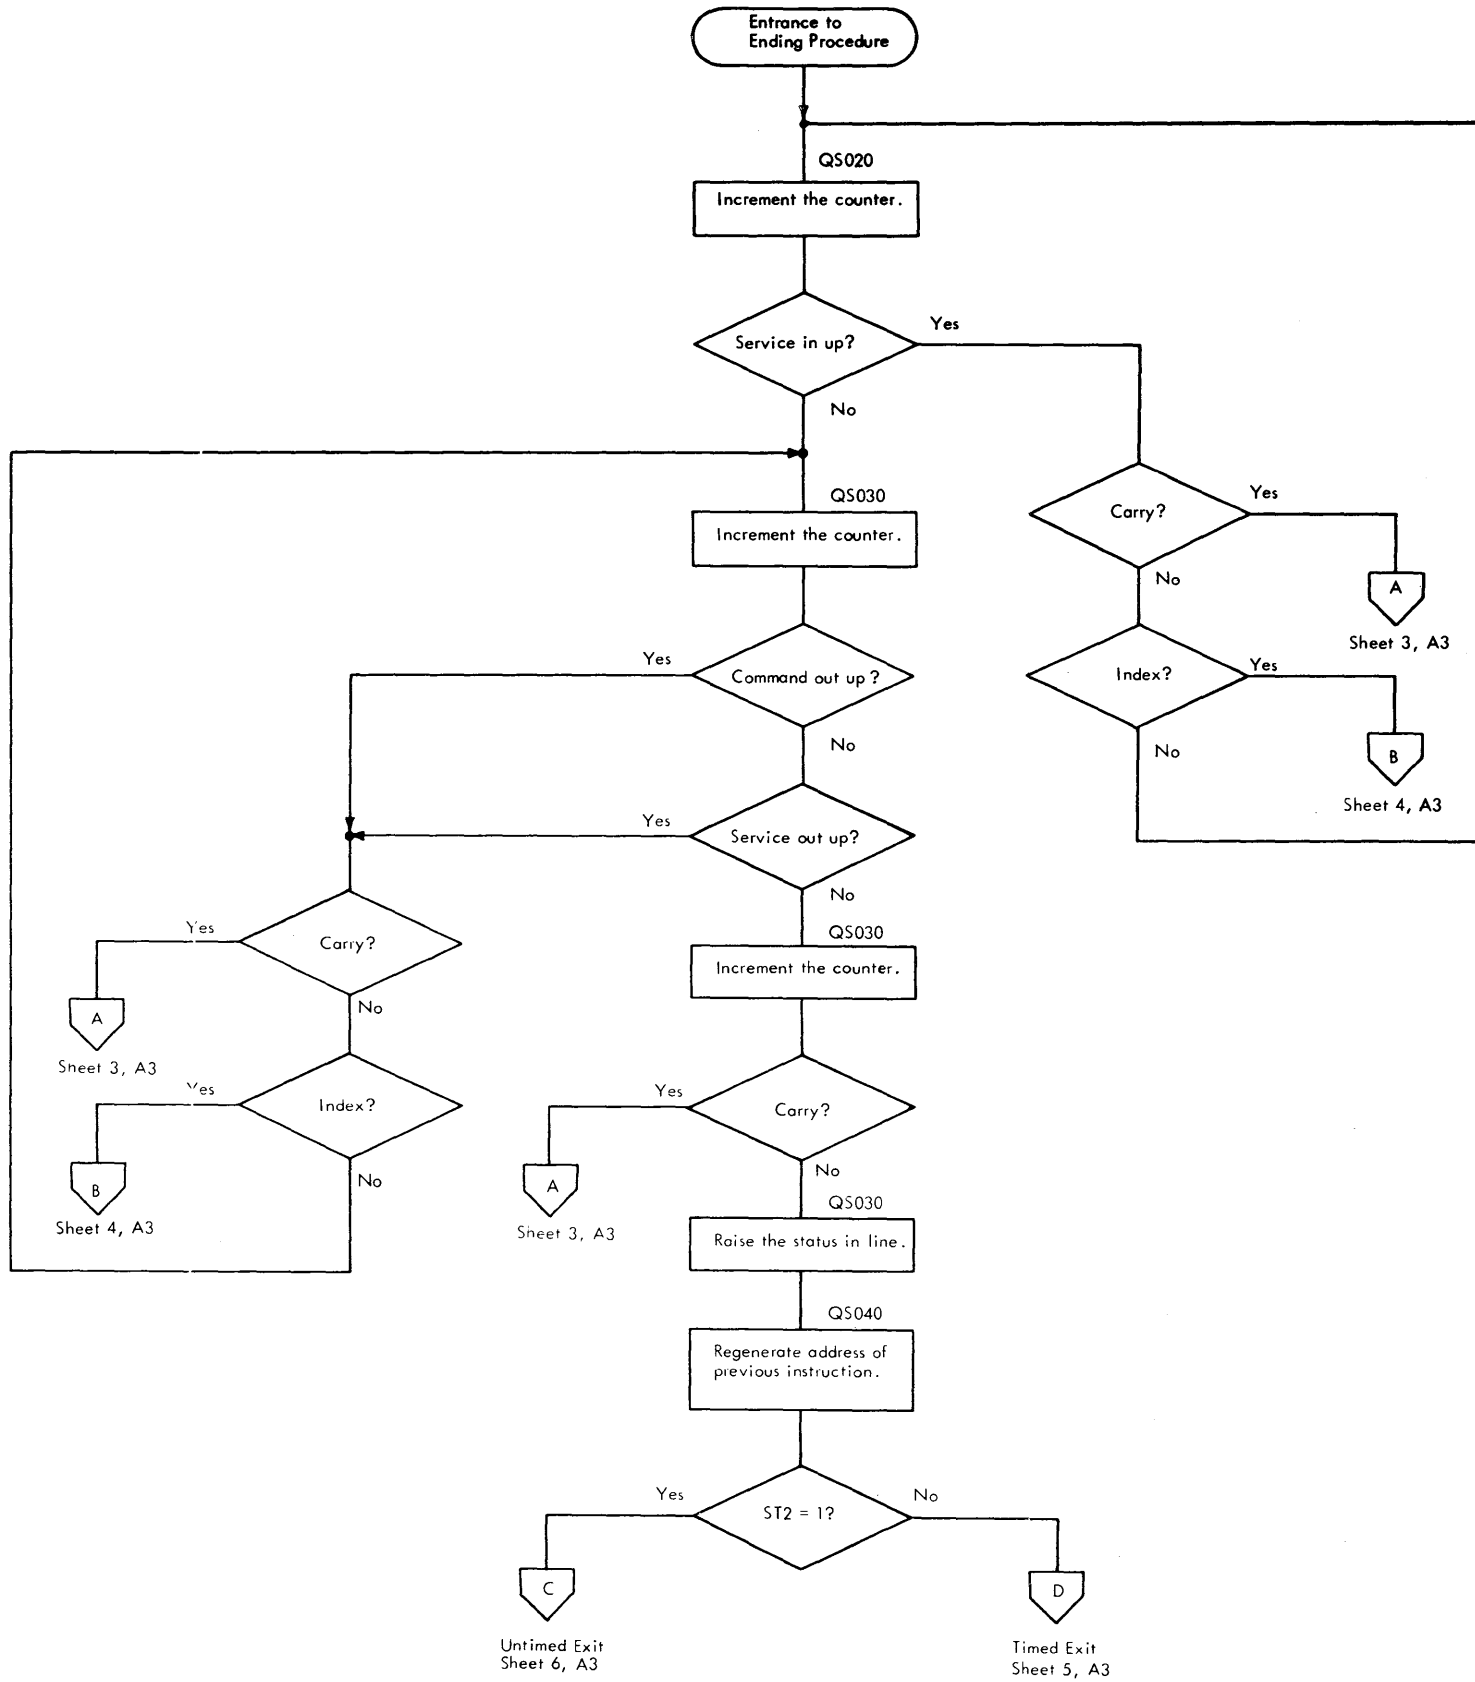 Entrance to
Ending Procedure
QS020
Increment the counter.
Service in up?
Yes
No
QS030
Increment the counter.
Carry?
Yes
No
A
Sheet 3, A3
Command out up?
Yes
No
Index?
Yes
No
B
Sheet 4, A3
Service out up?
Yes
No
QS030
Increment the counter.
Carry?
Yes
No
A
Sheet 3, A3
Index?
Yes
No
B
Sheet 4, A3
Carry?
Yes
No
A
Sheet 3, A3
QS030
Raise the status in line.
QS040
Regenerate address of
previous instruction.
ST2 = 1?
Yes
No
C
Untimed Exit
Sheet 6, A3
D
Timed Exit
Sheet 5, A3